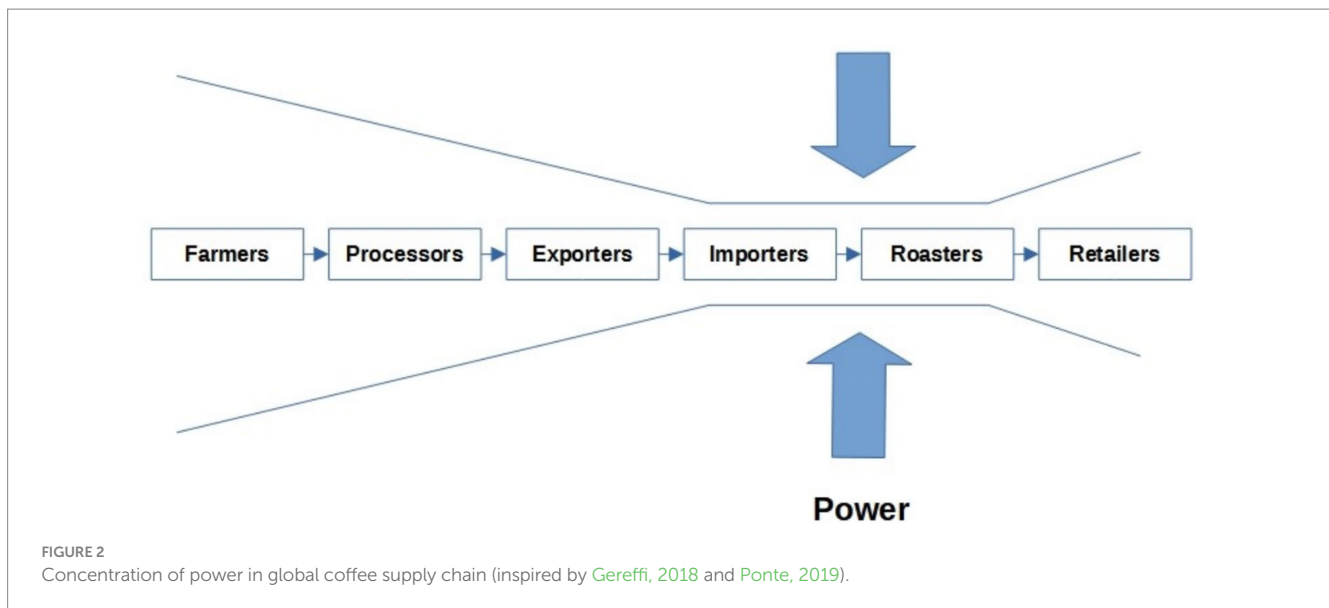 Farmers
Processors
Exporters
Importers
Roasters
Retailers
Power
FIGURE 2
Concentration of power in global coffee supply chain (inspired by Gereffi, 2018 and Ponte, 2019).